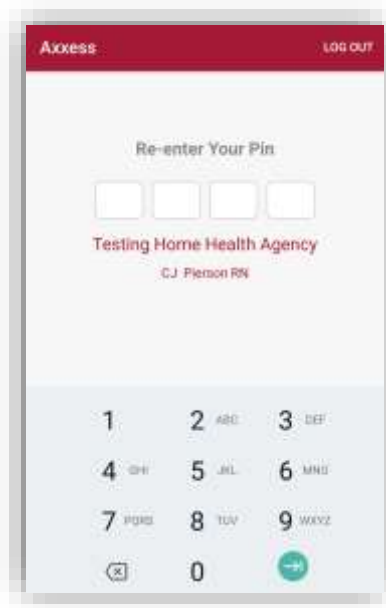 Axxess LOG OUT
Re-enter Your Pin
Testing Home Health Agency
CJ Pierson RN
1 2 ABC 3 DEF
4 GHI 5 JKL 6 MNO
7 PQRS 8 TUV 9 WXYZ
0